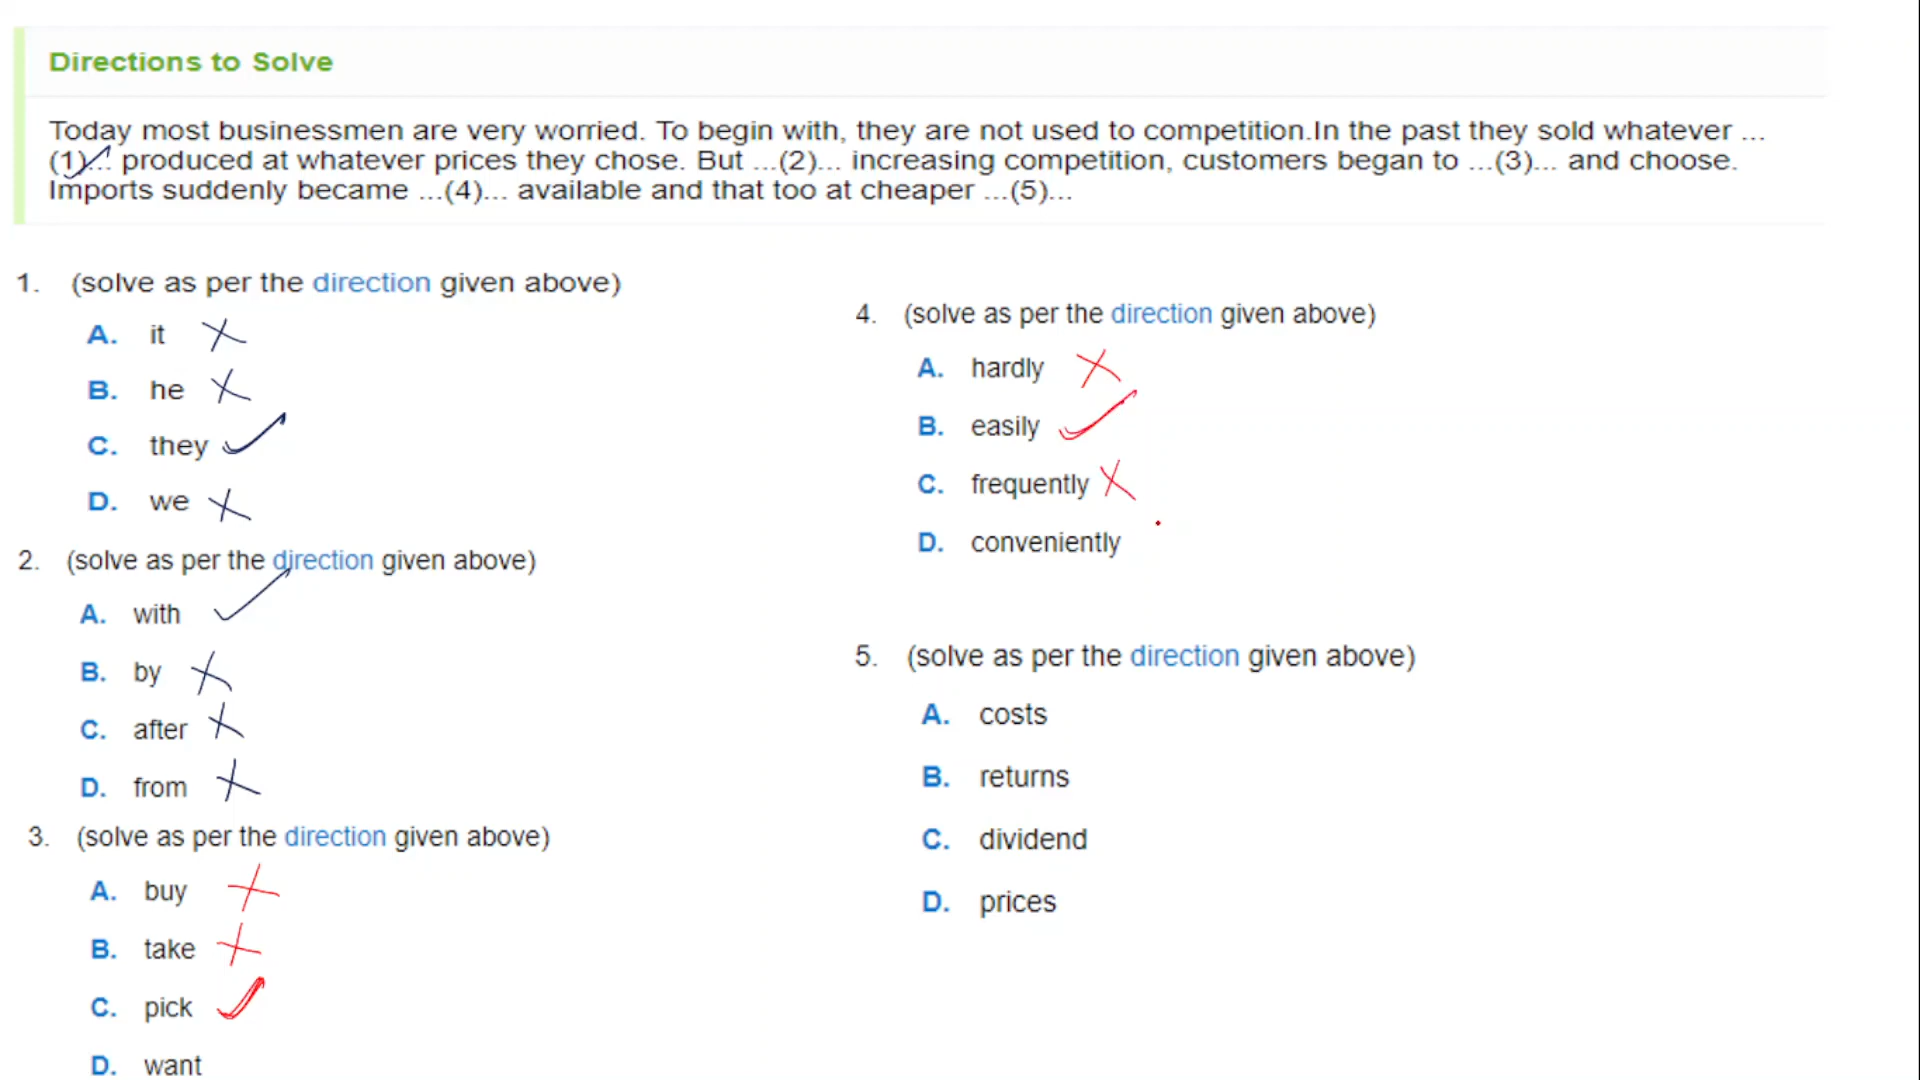 Directions to Solve
Today most businessmen are very worried. To begin with, they are not used to competition.In the past they sold whatever ...
(1)... produced at whatever prices they chose. But ...(2)... increasing competition, customers began to ...(3)... and choose.
Imports suddenly became ...(4)... available and that too at cheaper ...(5)...
1. (solve as per the direction given above)
A. it
B. he
C. they
D. we
2. (solve as per the direction given above)
A. with
B. by
C. after
D. from
3. (solve as per the direction given above)
A. buy
B. take
C. pick
D. want
4. (solve as per the direction given above)
A. hardly
B. easily
C. frequently
D. conveniently
5. (solve as per the direction given above)
A. costs
B. returns
C. dividend
D. prices